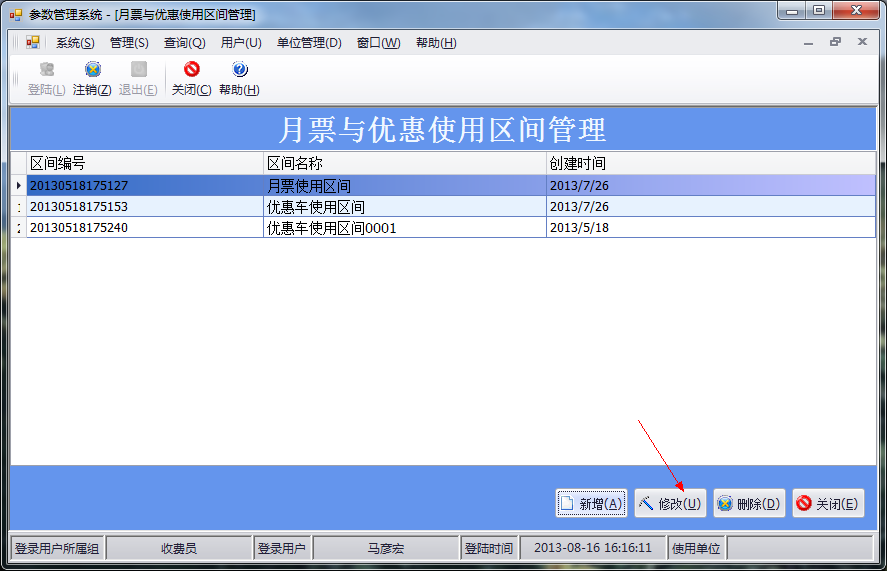 参数管理系统 - [月票与优惠使用区间管理]
系统(S) 管理(S) 查询(Q) 用户(U) 单位管理(D) 窗口(W) 帮助(H)
登陆(L) 注销(Z) 退出(E) 关闭(C) 帮助(H)
月票与优惠使用区间管理
区间编号 区间名称 创建时间
20130518175127 月票使用区间 2013/7/26
20130518175153 优惠车使用区间 2013/7/26
20130518175240 优惠车使用区间0001 2013/5/18
新增(A) 修改(U) 删除(D) 关闭(E)
登录用户所属组 收费员 登录用户 马彦宏 登陆时间 2013-08-16 16:16:11 使用单位